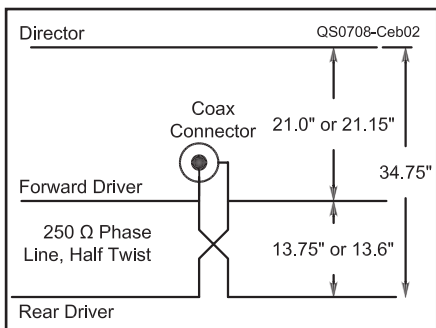 Director
QS0708-Ceb02
Coax
Connector
21.0" or 21.15"
34.75"
Forward Driver
250 Ω Phase
Line, Half Twist
13.75" or 13.6"
Rear Driver